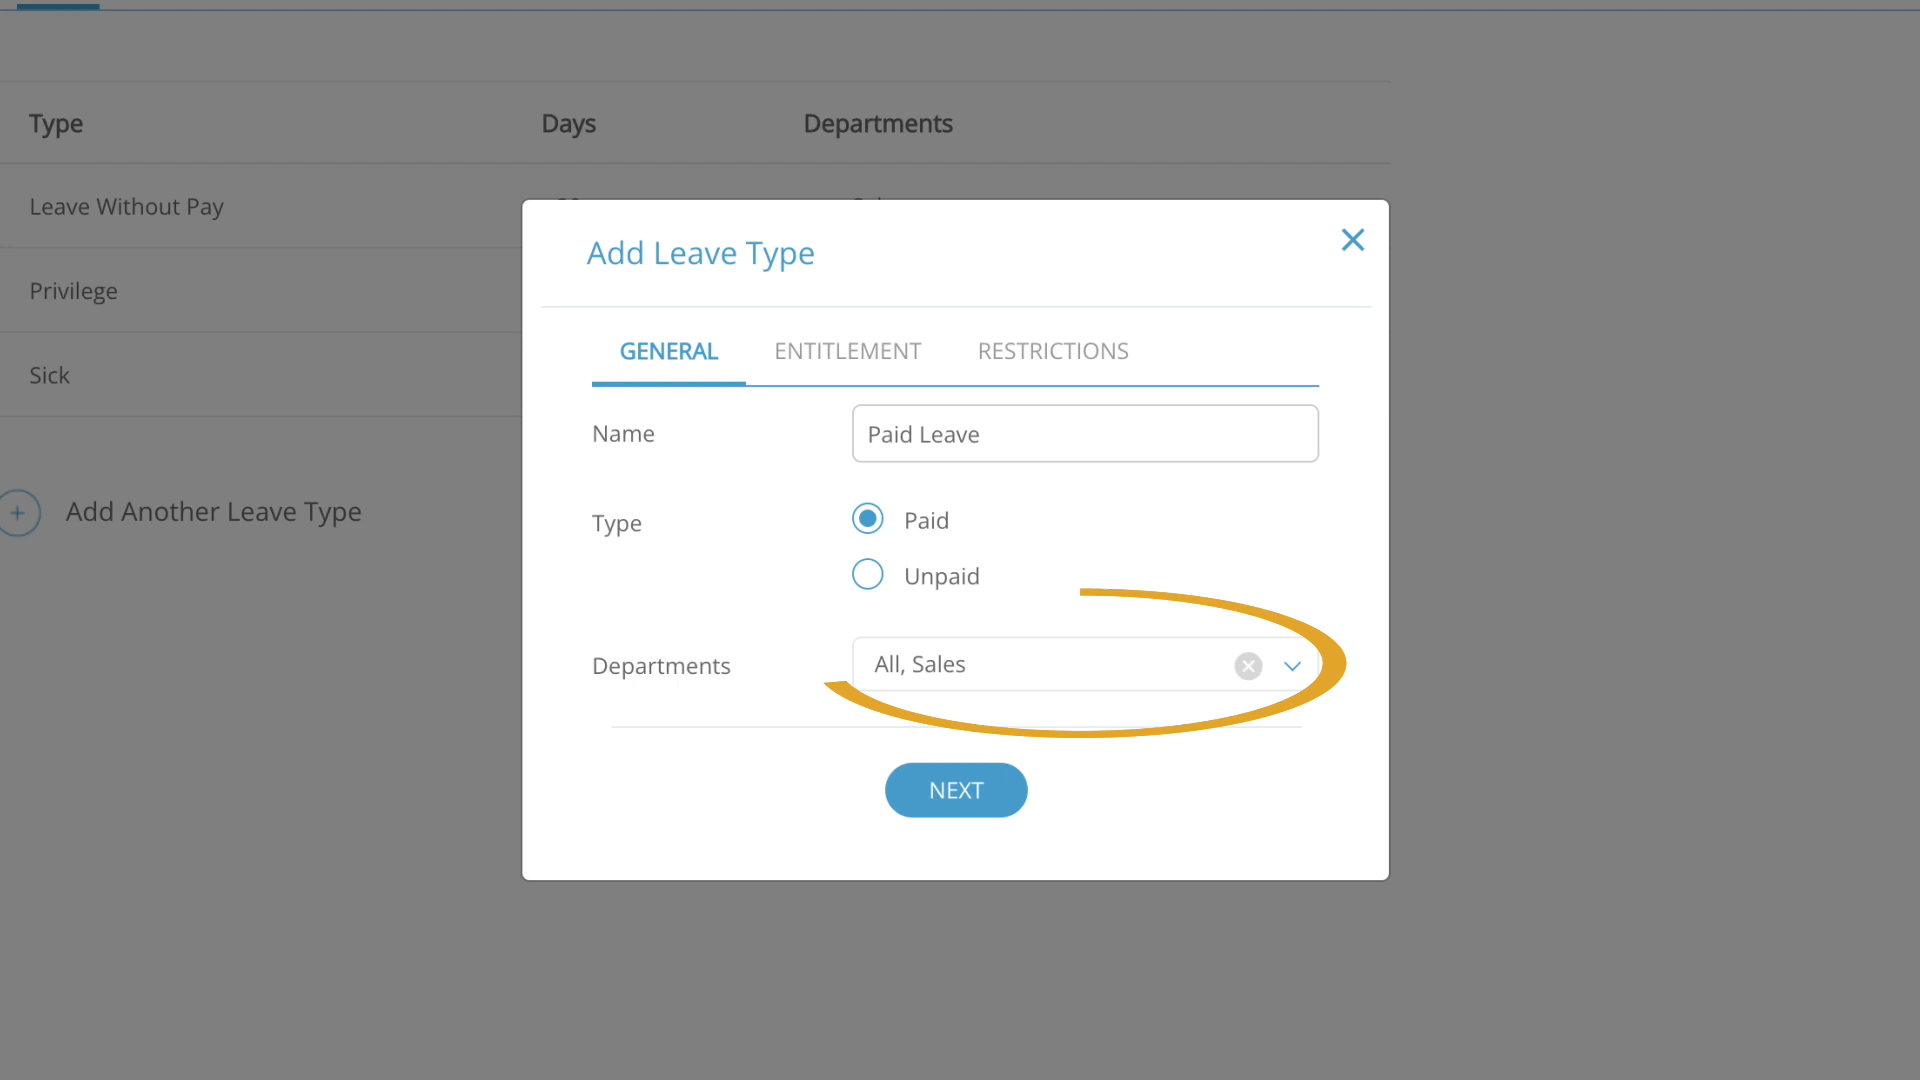 Type Days Departments
Leave Without Pay
Privilege
Sick
Add Another Leave Type
Add Leave Type
GENERAL ENTITLEMENT RESTRICTIONS
Name Paid Leave
Type Paid
Unpaid
Departments All, Sales
NEXT